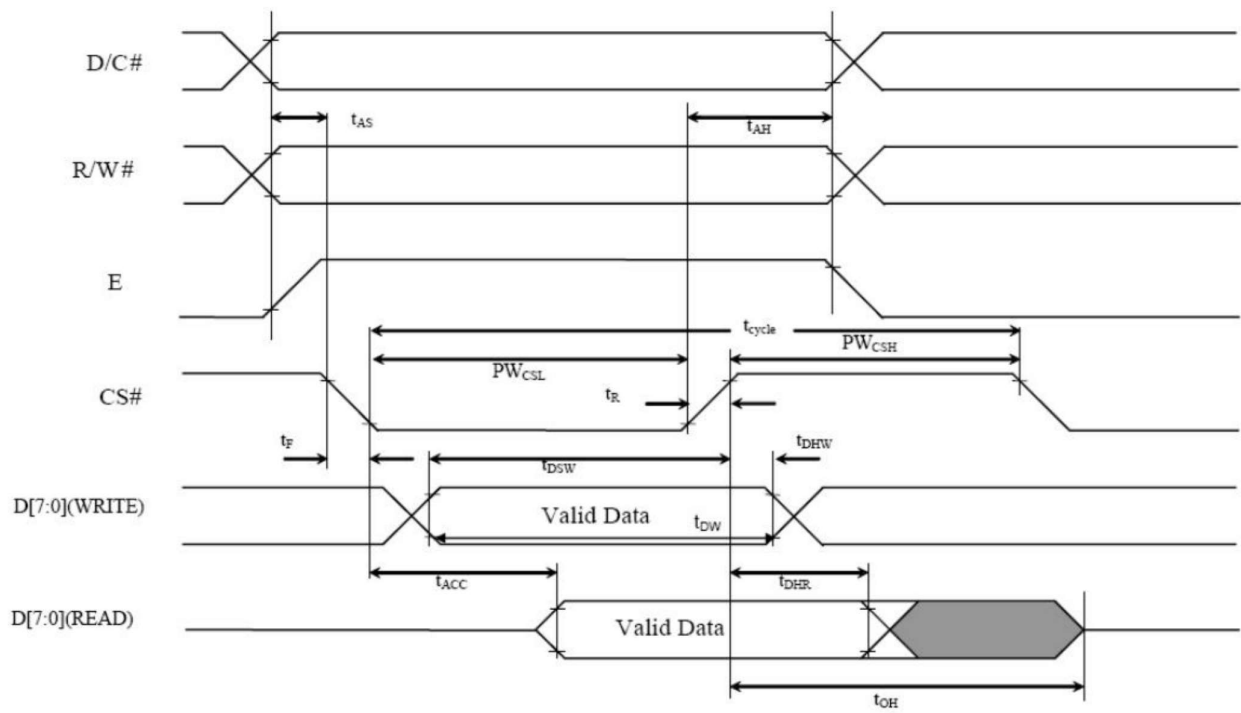 D/C#
tAS
tAH
R/W#
E
tcycle
PWCSH
PWCSL
CS#
tR
tF
tDSW
tDHW
D[7:0](WRITE)
Valid Data
tDW
tACC
tDHR
D[7:0](READ)
Valid Data
tOH